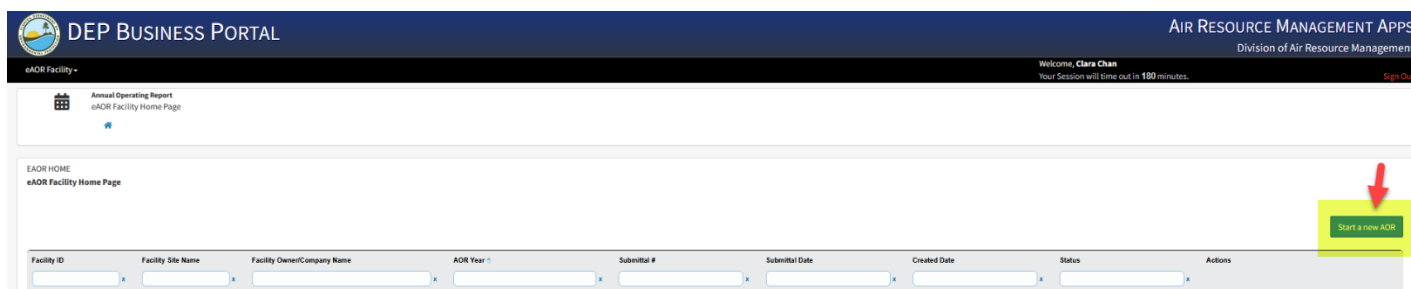 DEP BUSINESS PORTAL
AIR RESOURCE MANAGEMENT APPS
Division of Air Resource Management
eAOR Facility
Welcome, Clara Chan
Your Session will time out in 180 minutes.
Sign Ou
Annual Operating Report
eAOR Facility Home Page
EAOR HOME
eAOR Facility Home Page
Start a new AOR
Facility ID Facility Site Name Facility Owner/Company Name AOR Year Submittal # Submittal Date Created Date Status Actions
x x x x x x x x